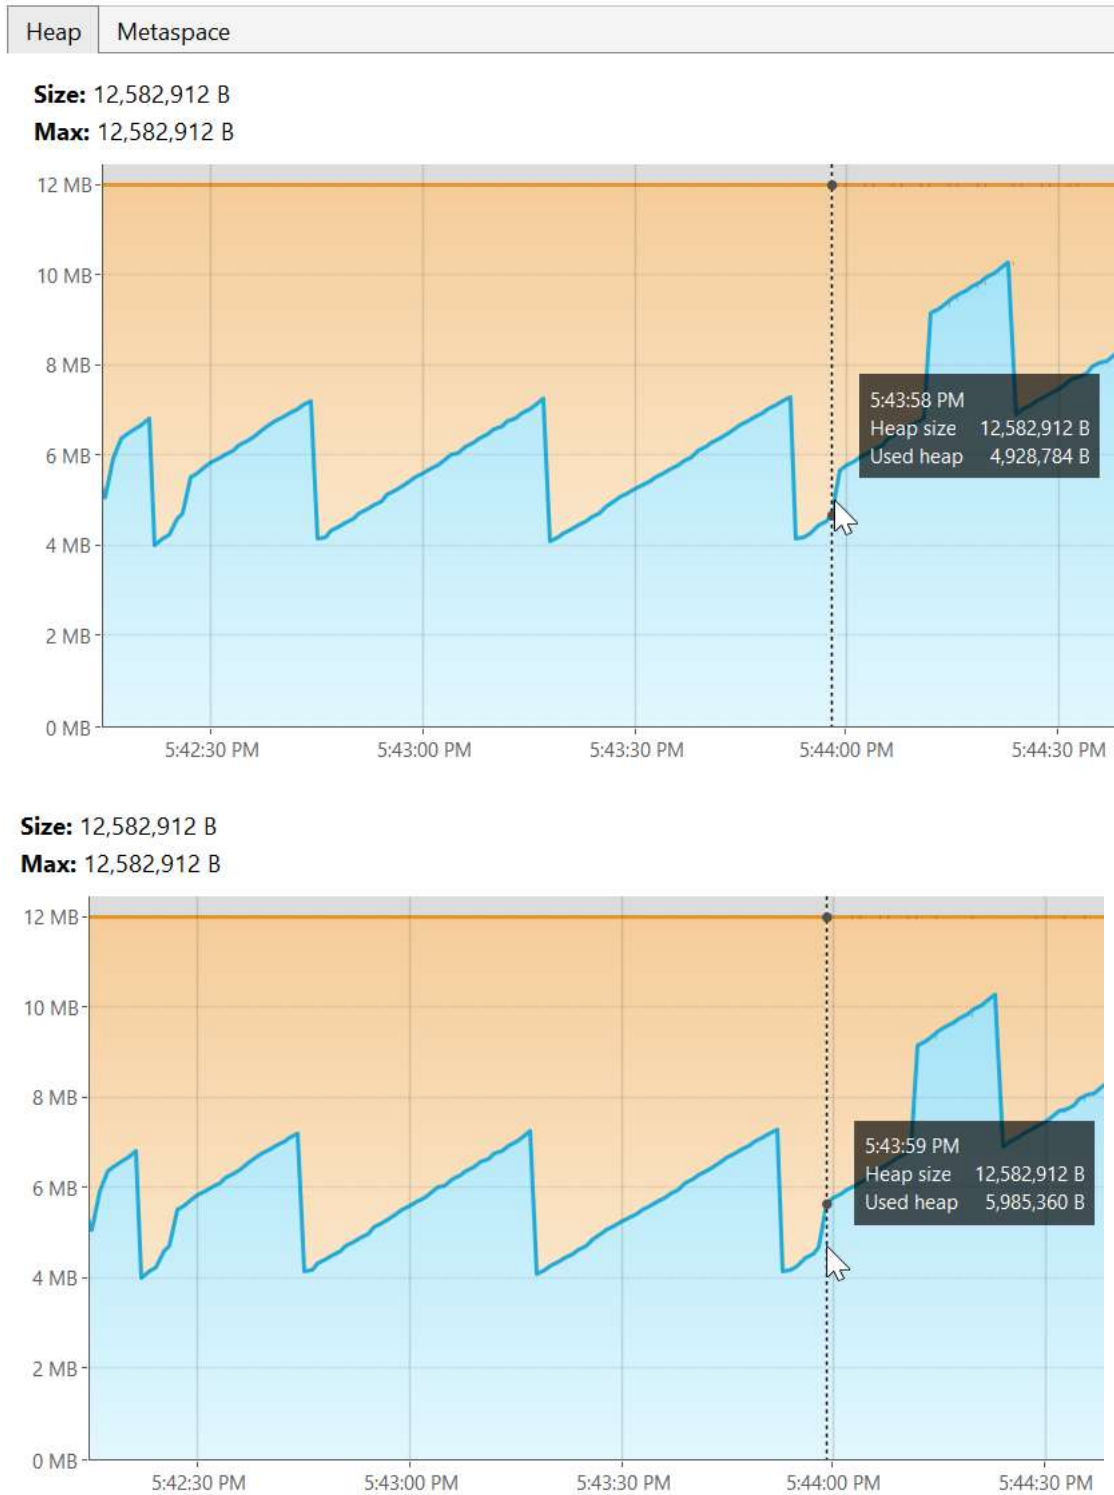 Heap Metaspace
Size: 12,582,912 B
Max: 12,582,912 B
12 MB
10 MB
8 MB
6 MB
4 MB
2 MB
0 MB
5:43:58 PM
Heap size 12,582,912 B
Used heap 4,928,784 B
5:42:30 PM 5:43:00 PM 5:43:30 PM 5:44:00 PM 5:44:30 PM
Size: 12,582,912 B
Max: 12,582,912 B
12 MB
10 MB
8 MB
6 MB
4 MB
2 MB
0 MB
5:43:59 PM
Heap size 12,582,912 B
Used heap 5,985,360 B
5:42:30 PM 5:43:00 PM 5:43:30 PM 5:44:00 PM 5:44:30 PM